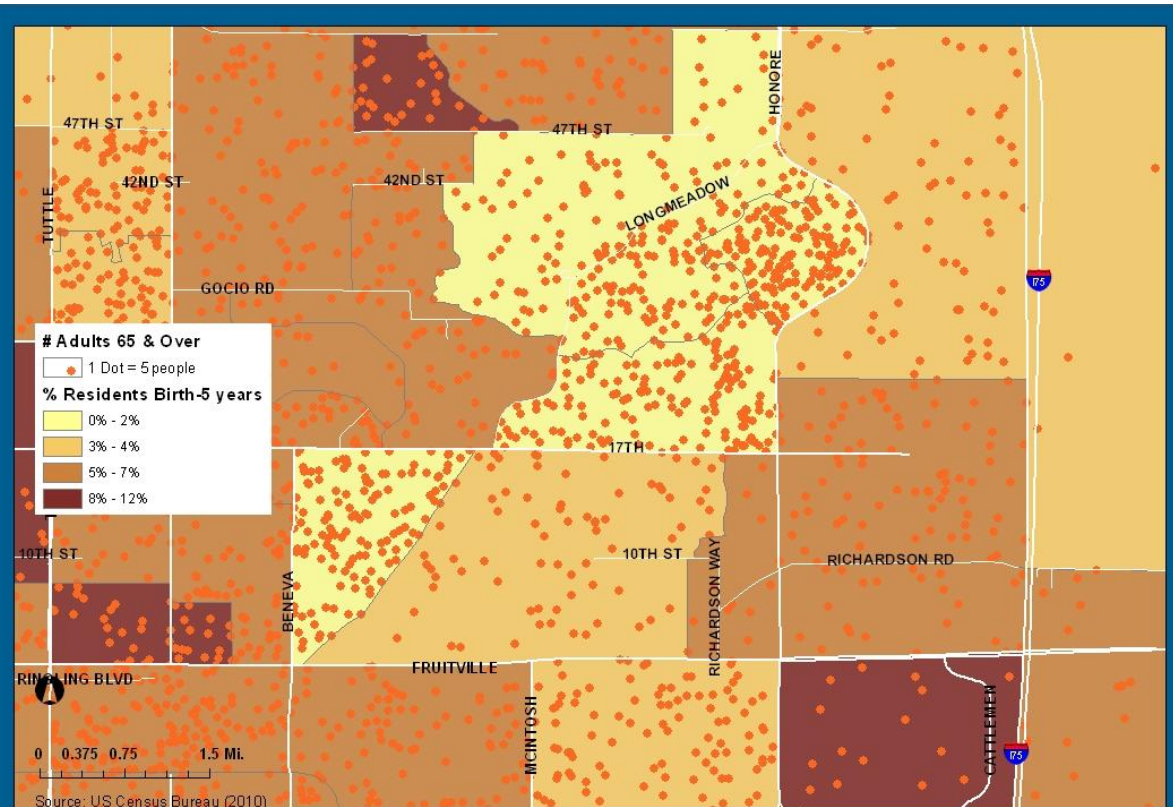 HONORE
47TH ST
47TH ST
42ND ST
42ND ST
TUTTLE
LONGMEADOW
GOCIO RD
175
# Adults 65 & Over
1 Dot = 5 people
% Residents Birth-5 years
0% - 2%
3% - 4%
5% - 7%
8% - 12%
17TH
10TH ST
10TH ST
RICHARDSON RD
BENEVA
RICHARDSON WAY
FRUITVILLE
RINGLING BLVD
MCINTOSH
CATTLEMEN
0 0.375 0.75 1.5 Mi.
175
Source: US Census Bureau (2010)